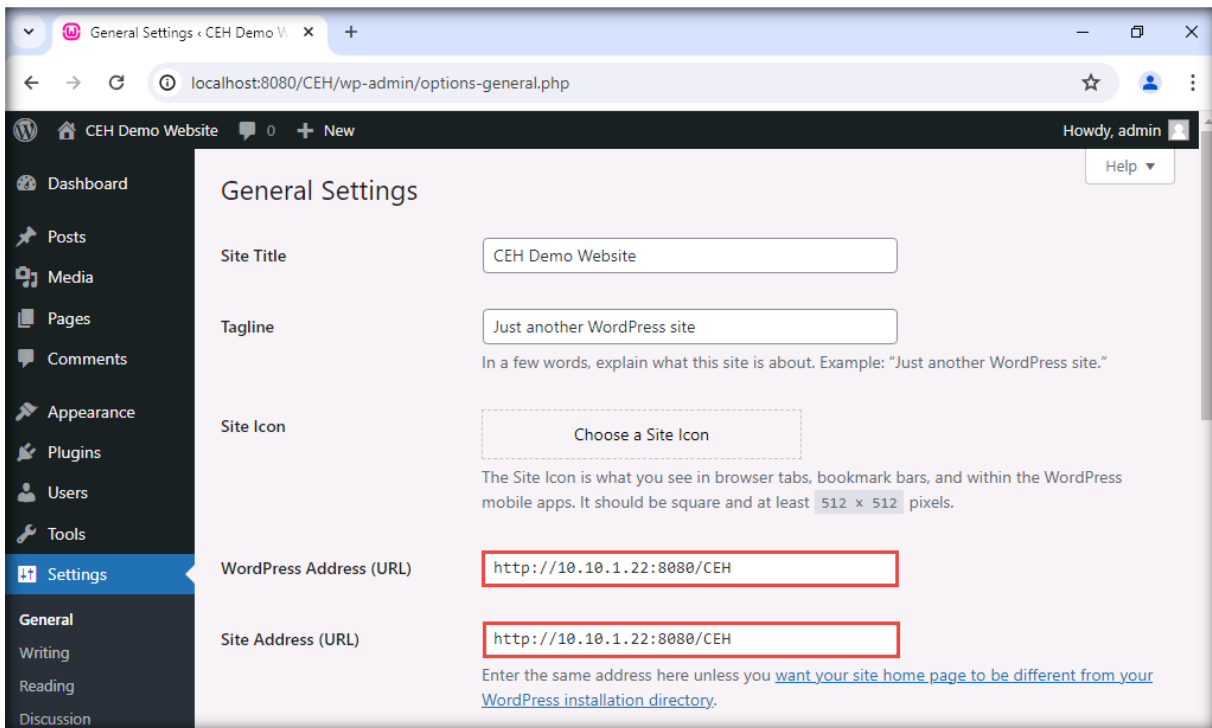 General Settings ‹ CEH Demo W
localhost:8080/CEH/wp-admin/options-general.php
CEH Demo Website 0 New Howdy, admin
Help
Dashboard
Posts
Media
Pages
Comments
Appearance
Plugins
Users
Tools
Settings
General
Writing
Reading
Discussion
General Settings
Site Title
CEH Demo Website
Tagline
Just another WordPress site
In a few words, explain what this site is about. Example: “Just another WordPress site.”
Site Icon
Choose a Site Icon
The Site Icon is what you see in browser tabs, bookmark bars, and within the WordPress
mobile apps. It should be square and at least 512 × 512 pixels.
WordPress Address (URL)
http://10.10.1.22:8080/CEH
Site Address (URL)
http://10.10.1.22:8080/CEH
Enter the same address here unless you want your site home page to be different from your
WordPress installation directory.